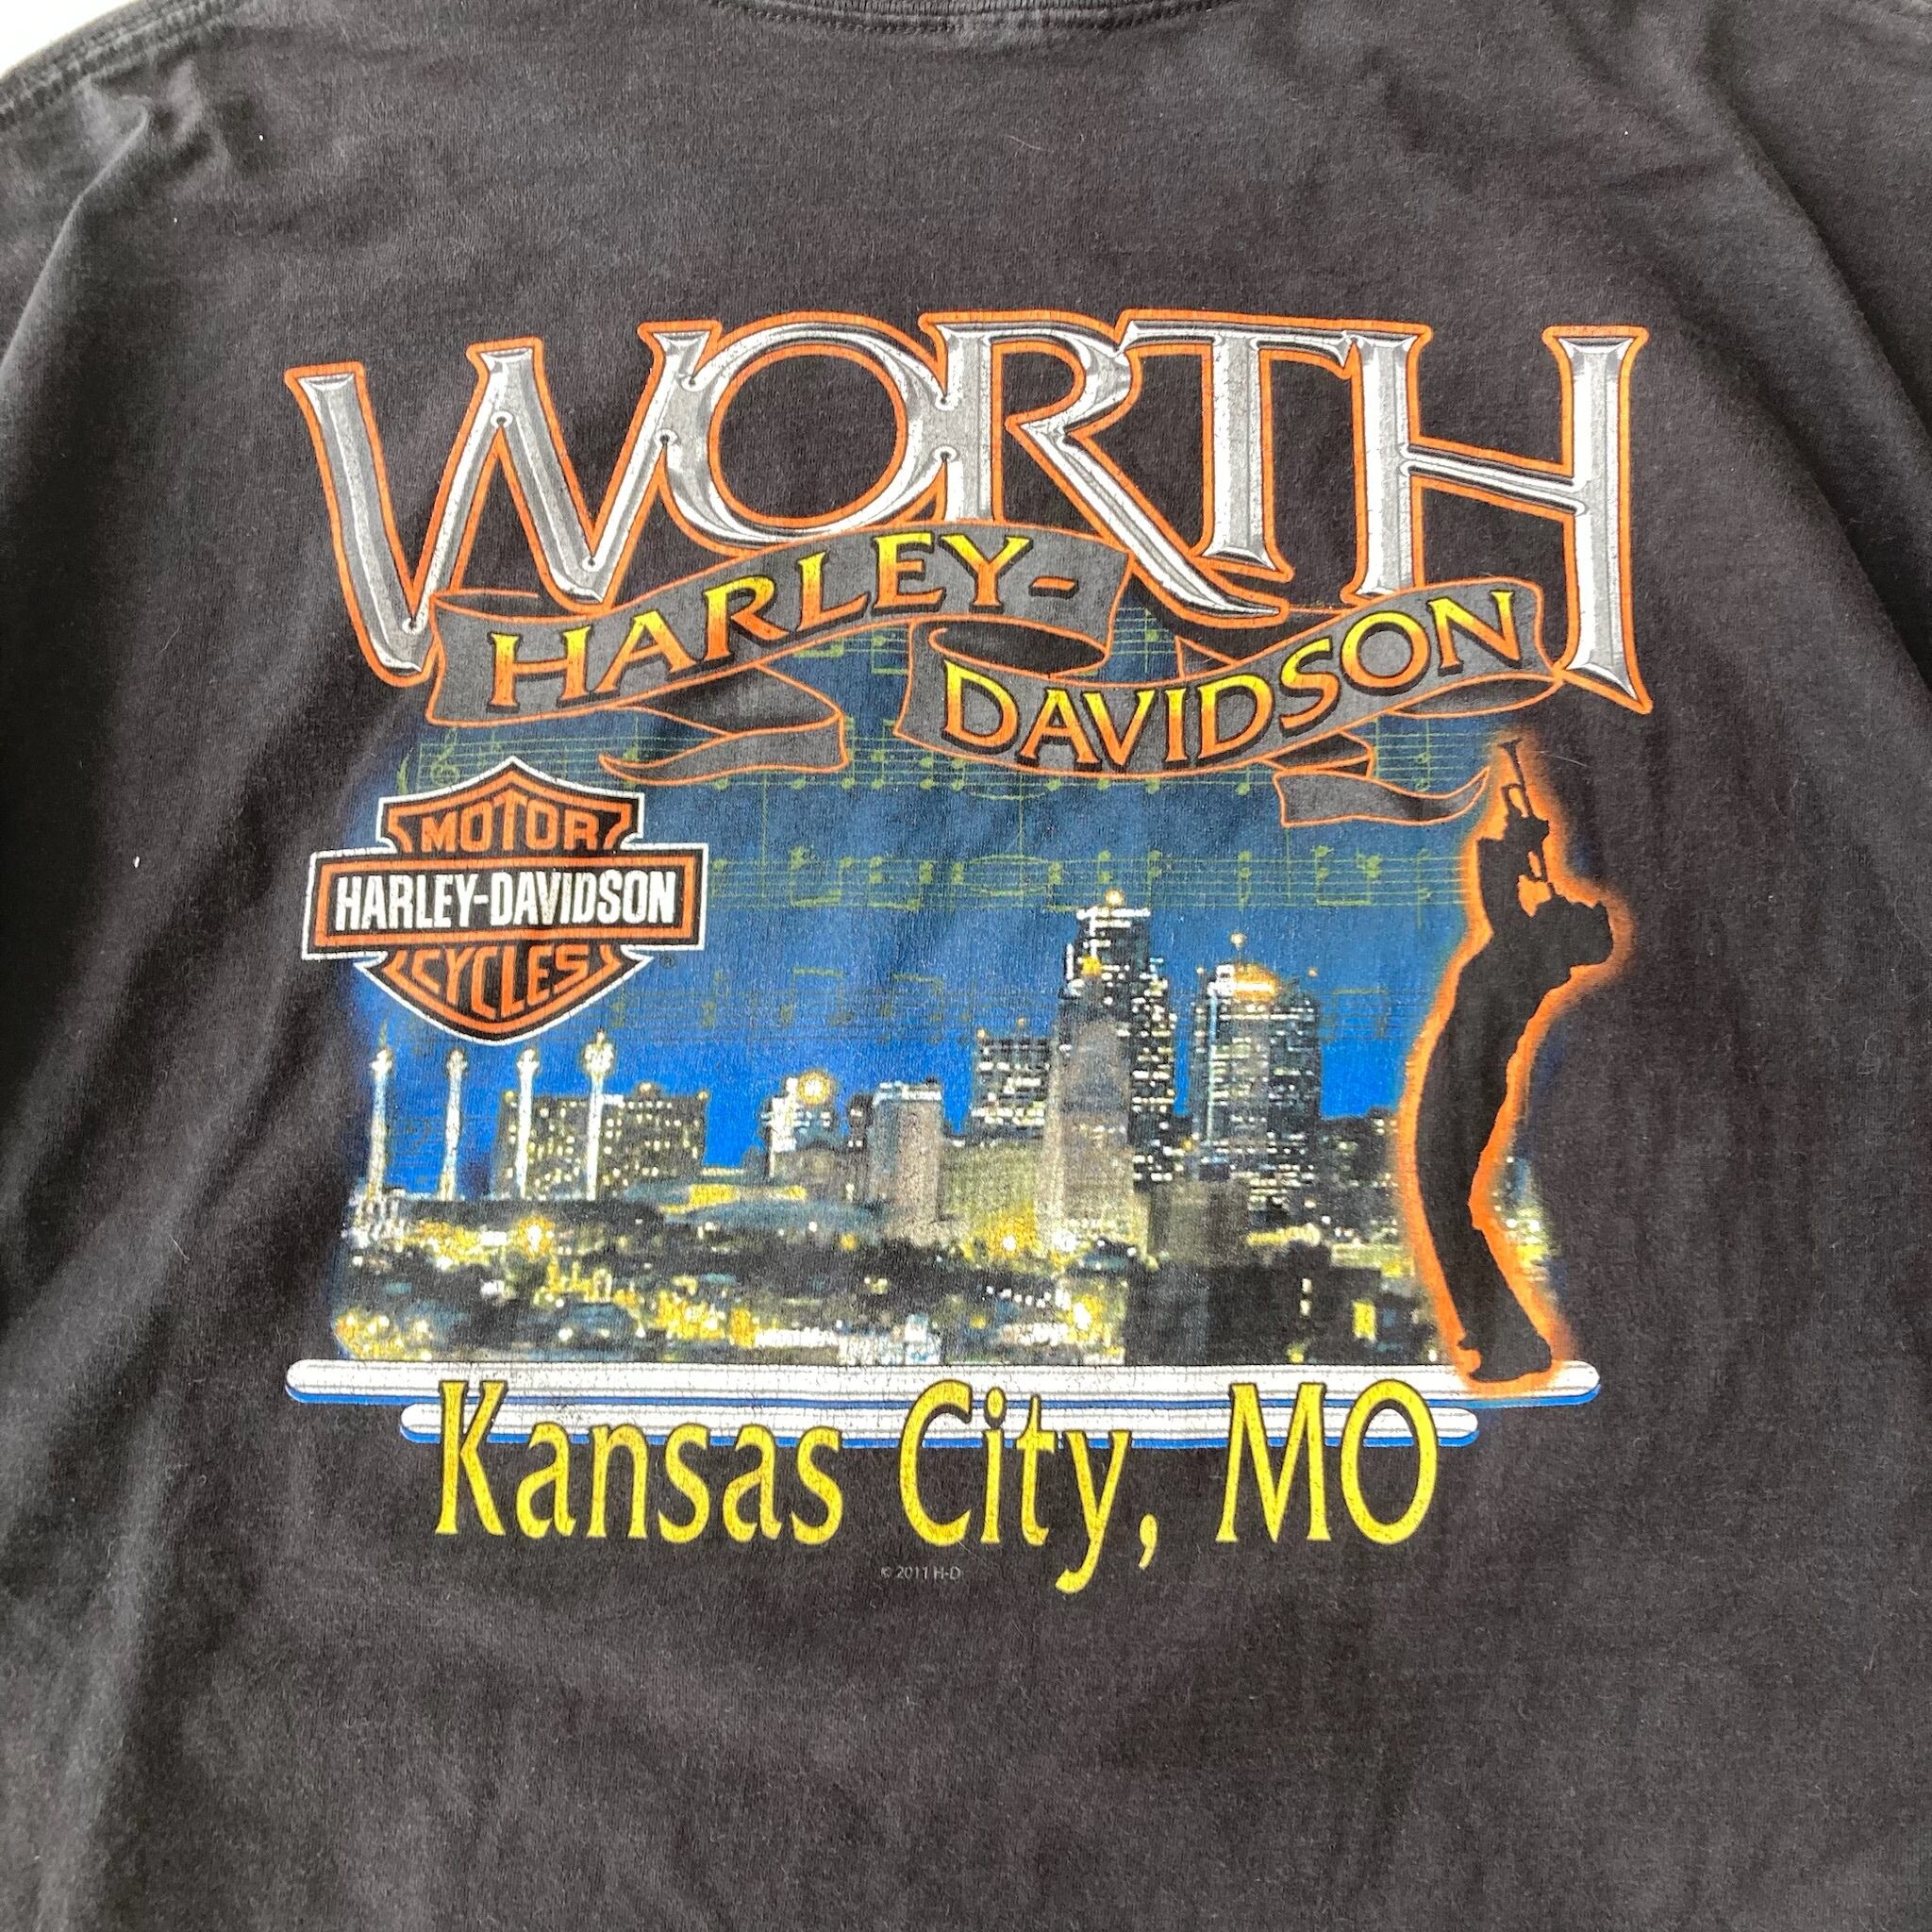 WORTH
HARLEY-
DAVIDSON
MOTOR
HARLEY-DAVIDSON
CYCLES
Kansas City, MO
© 2011 H-D